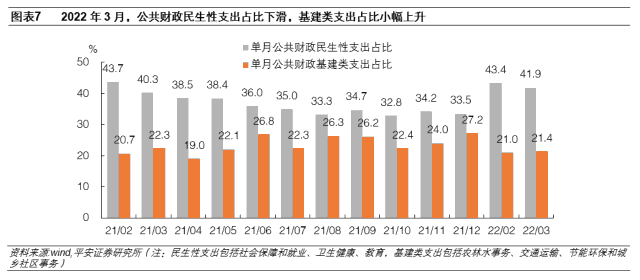 图表7 2022 年 3 月，公共财政民生性支出占比下滑，基建类支出占比小幅上升
%
单月公共财政民生性支出占比
单月公共财政基建类支出占比
50
40
30
20
10
0
43.7 40.3 38.5 38.4 36.0 35.0 33.3 34.7 32.8 34.2 33.5 43.4 41.9
20.7 22.3 19.0 22.1 26.8 22.3 26.3 26.2 22.4 24.0 27.2 21.0 21.4
21/02 21/03 21/04 21/05 21/06 21/07 21/08 21/09 21/10 21/11 21/12 22/02 22/03
资料来源:wind,平安证券研究所（注：民生性支出包括社会保障和就业、卫生健康、教育，基建类支出包括农林水事务、交通运输、节能环保和城
乡社区事务）